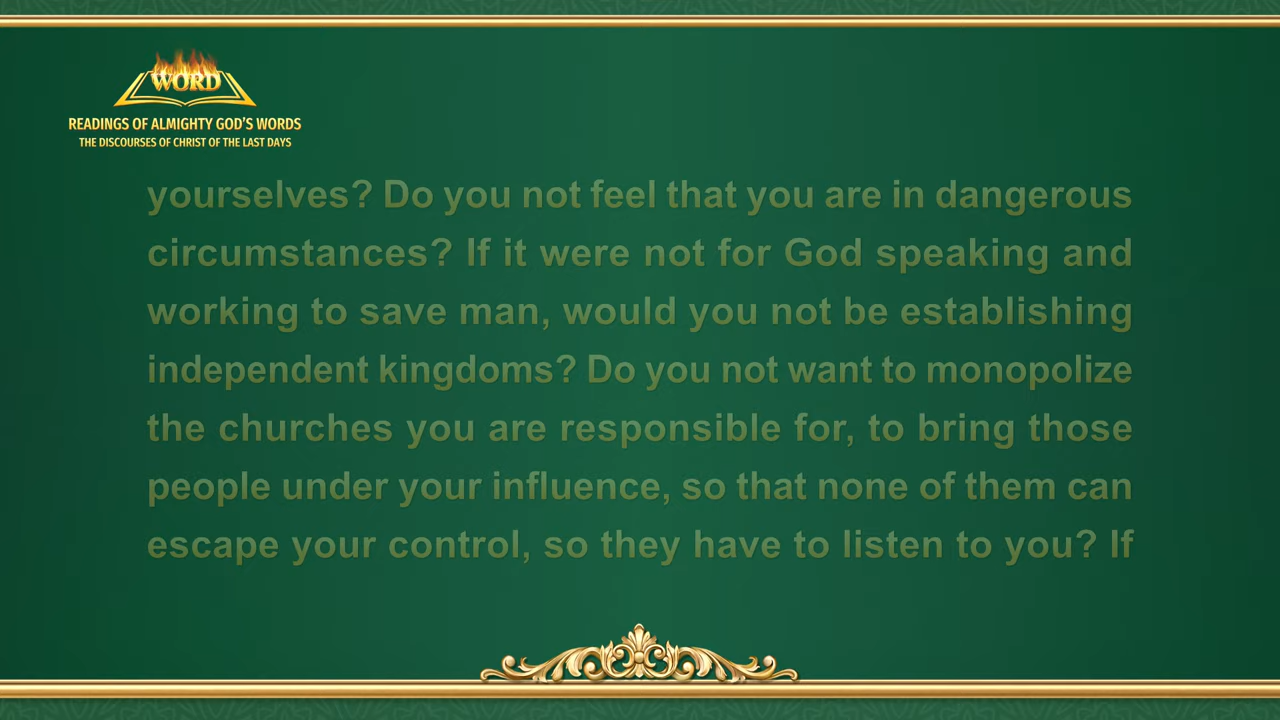 WORD
READINGS OF ALMIGHTY GOD'S WORDS
THE DISCOURSES OF CHRIST OF THE LAST DAYS
yourselves? Do you not feel that you are in dangerous
circumstances? If it were not for God speaking and
working to save man, would you not be establishing
independent kingdoms? Do you not want to monopolize
the churches you are responsible for, to bring those
people under your influence, so that none of them can
escape your control, so they have to listen to you? If